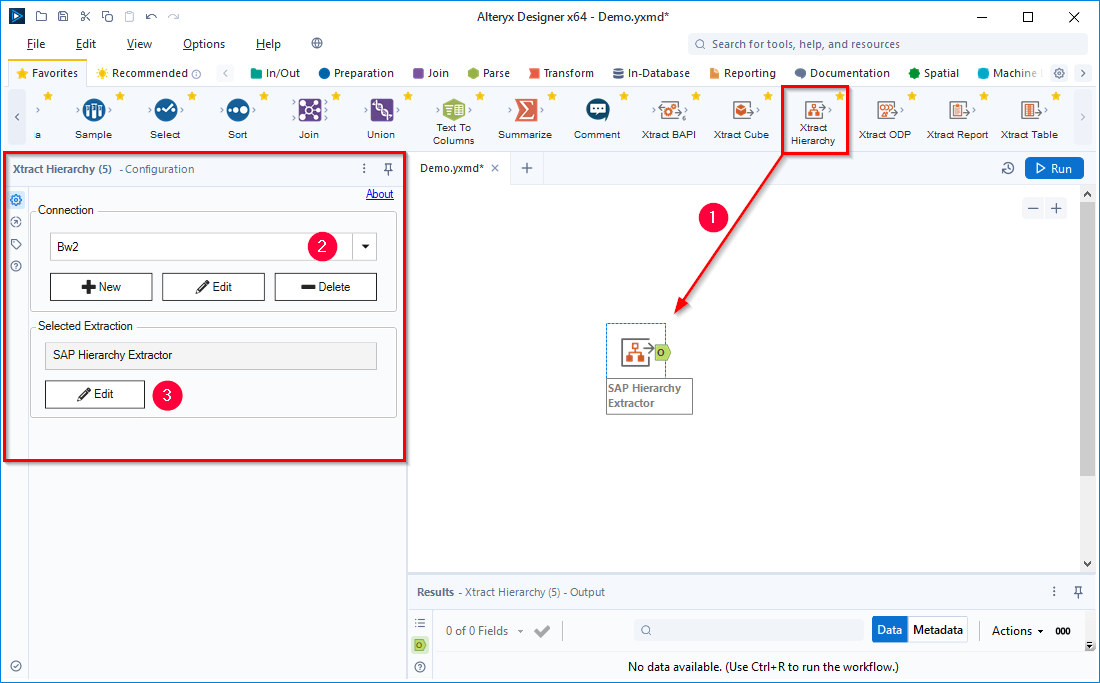 Alteryx Designer x64 - Demo.yxmd*
File Edit View Options Help
Search for tools, help, and resources
Favorites Recommended In/Out Preparation Join Parse Transform In-Database Reporting Documentation Spatial Machine
a Sample Select Sort Join Union Text To Columns Summarize Comment Xtract BAPI Xtract Cube Xtract Hierarchy Xtract ODP Xtract Report Xtract Table
Xtract Hierarchy (5) - Configuration
About
Connection
Bw2
2
New Edit Delete
Selected Extraction
SAP Hierarchy Extractor
Edit
3
Demo.yxmd*
Run
1
O
SAP Hierarchy
Extractor
Results - Xtract Hierarchy (5) - Output
0 of 0 Fields
Data Metadata Actions 000
No data available. (Use Ctrl+R to run the workflow.)